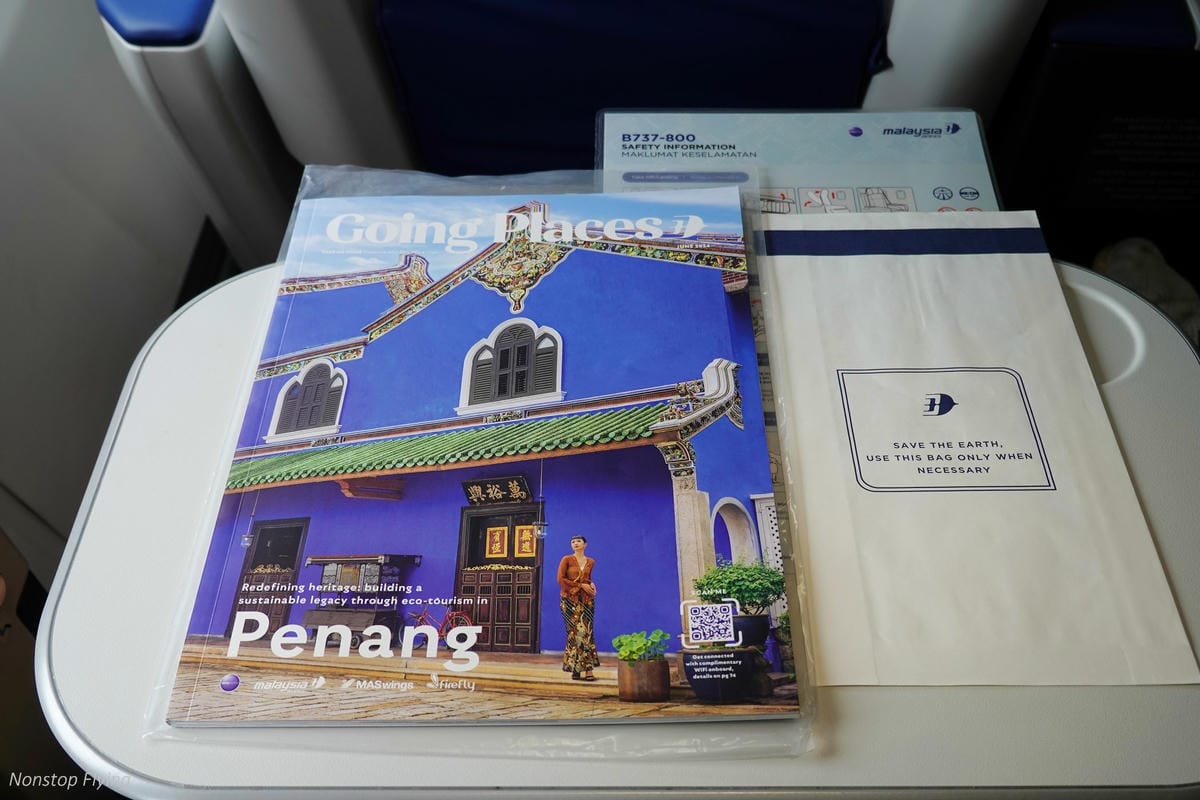 B737-800
SAFETY INFORMATION
MAKLUMAT KESELAMATAN
malaysia
airlines
Going Places
JUNE 2024
興裕萬
Redefining heritage: building a
sustainable legacy through eco-tourism in
Penang
malaysia
MASwings
firefly
SCAN ME
Get connected
with complimentary
WiFi onboard,
details on pg 74
SAVE THE EARTH,
USE THIS BAG ONLY WHEN
NECESSARY
Nonstop Flying